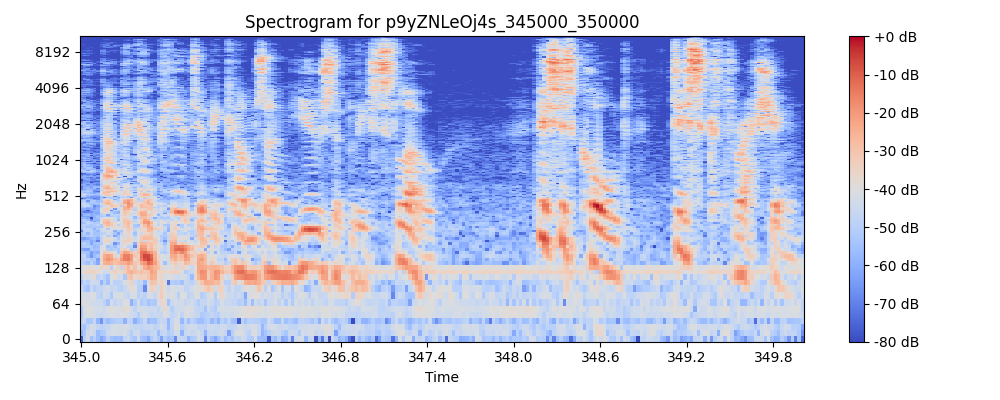 Spectrogram for p9yZNLeOj4s_345000_350000
Hz
8192
4096
2048
1024
512
256
128
64
0
345.0 345.6 346.2 346.8 347.4 348.0 348.6 349.2 349.8
Time
+0 dB
-10 dB
-20 dB
-30 dB
-40 dB
-50 dB
-60 dB
-70 dB
-80 dB